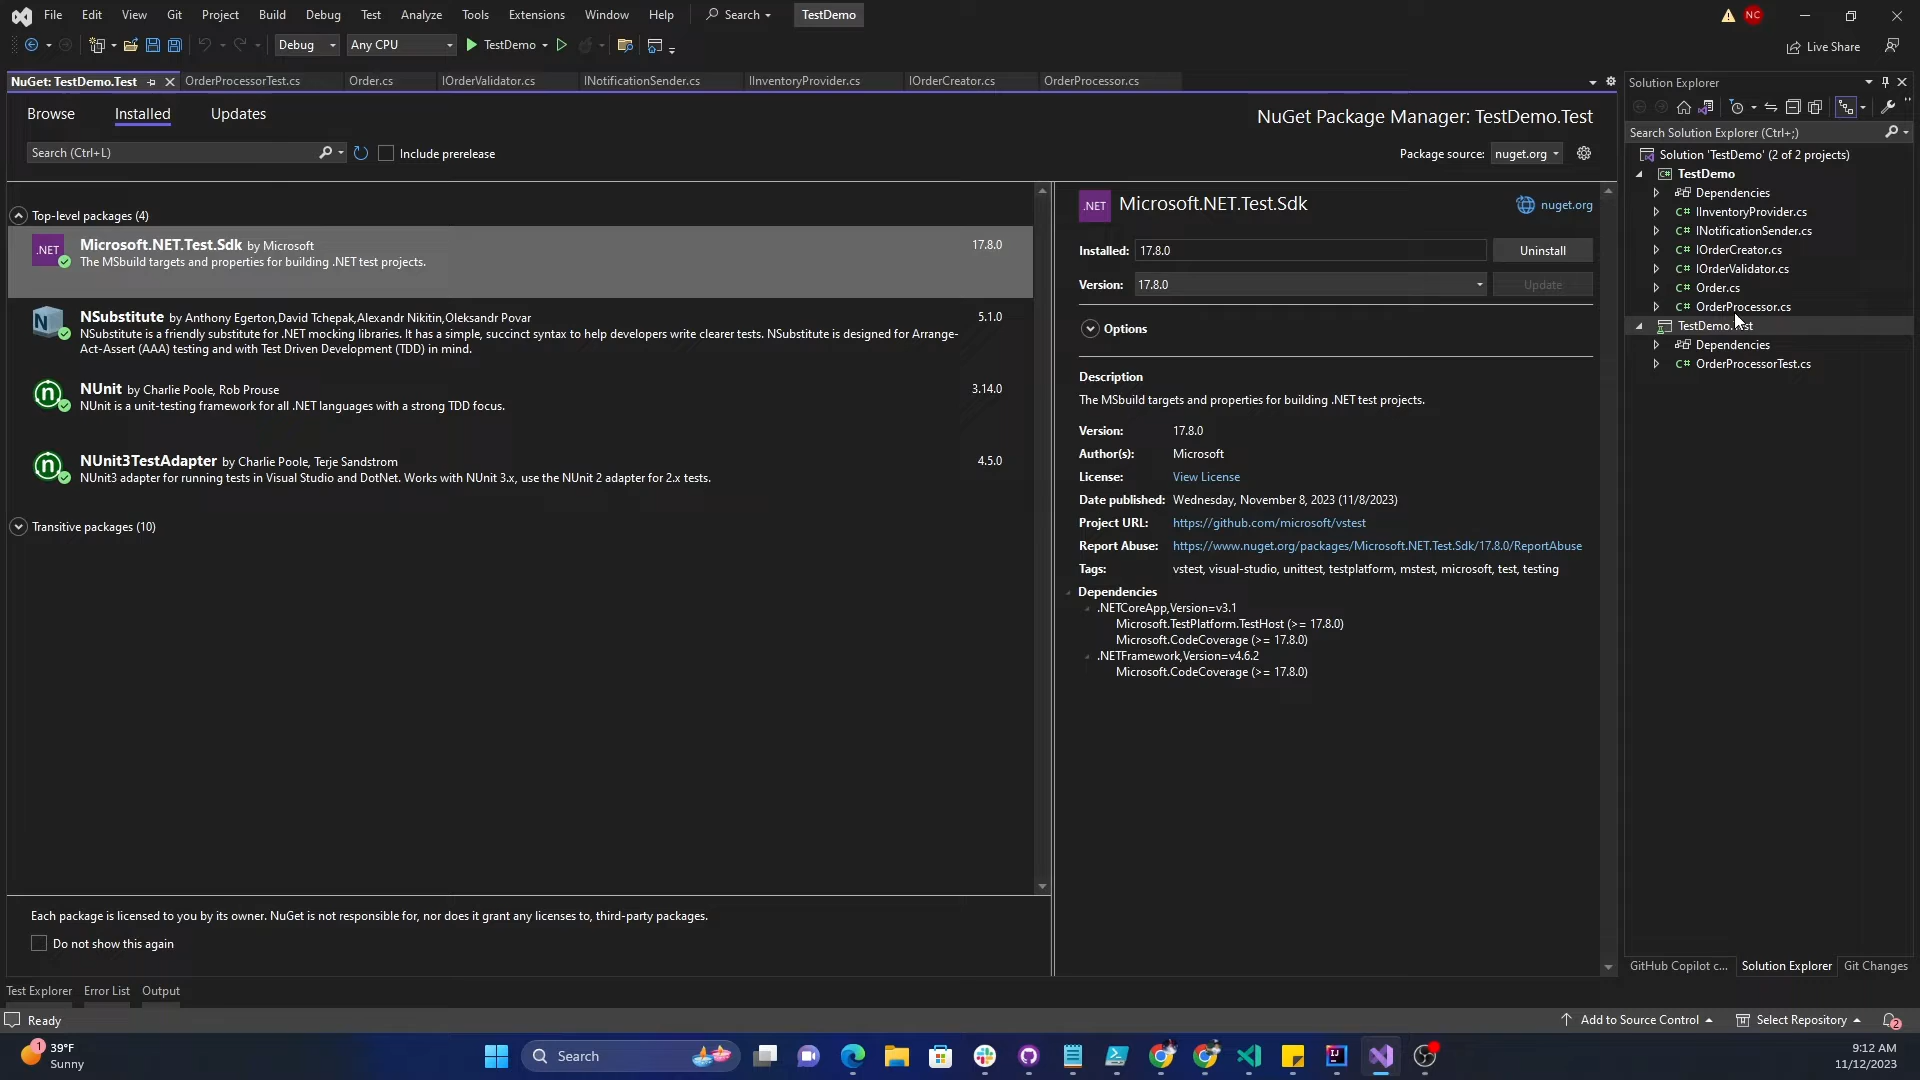 File Edit View Git Project Build Debug Test Analyze Tools Extensions Window Help Search TestDemo NC
Debug Any CPU TestDemo Live Share
NuGet: TestDemo.Test OrderProcessorTest.cs Order.cs IOrderValidator.cs INotificationSender.cs IInventoryProvider.cs IOrderCreator.cs OrderProcessor.cs
Browse Installed Updates
NuGet Package Manager: TestDemo.Test
Search (Ctrl+L) Include prerelease
Package source: nuget.org
Top-level packages (4)
.NET
Microsoft.NET.Test.Sdk by Microsoft 17.8.0
The MSbuild targets and properties for building .NET test projects.
N
NSubstitute by Anthony Egerton,David Tchepak,Alexandr Nikitin,Oleksandr Povar 5.1.0
NSubstitute is a friendly substitute for .NET mocking libraries. It has a simple, succinct syntax to help developers write clearer tests. NSubstitute is designed for Arrange-
Act-Assert (AAA) testing and with Test Driven Development (TDD) in mind.
n
NUnit by Charlie Poole, Rob Prouse 3.14.0
NUnit is a unit-testing framework for all .NET languages with a strong TDD focus.
n
NUnit3TestAdapter by Charlie Poole, Terje Sandstrom 4.5.0
NUnit3 adapter for running tests in Visual Studio and DotNet. Works with NUnit 3.x, use the NUnit 2 adapter for 2.x tests.
Transitive packages (10)
Each package is licensed to you by its owner. NuGet is not responsible for, nor does it grant any licenses to, third-party packages.
Do not show this again
.NET Microsoft.NET.Test.Sdk nuget.org
Installed: 17.8.0 Uninstall
Version: 17.8.0 Update
Options
Description
The MSbuild targets and properties for building .NET test projects.
Version: 17.8.0
Author(s): Microsoft
License: View License
Date published: Wednesday, November 8, 2023 (11/8/2023)
Project URL: https://github.com/microsoft/vstest
Report Abuse: https://www.nuget.org/packages/Microsoft.NET.Test.Sdk/17.8.0/ReportAbuse
Tags: vstest, visual-studio, unittest, testplatform, mstest, microsoft, test, testing
Dependencies
.NETCoreApp,Version=v3.1
Microsoft.TestPlatform.TestHost (>= 17.8.0)
Microsoft.CodeCoverage (>= 17.8.0)
.NETFramework,Version=v4.6.2
Microsoft.CodeCoverage (>= 17.8.0)
Solution Explorer
Search Solution Explorer (Ctrl+;)
Solution 'TestDemo' (2 of 2 projects)
C# TestDemo
Dependencies
C# IInventoryProvider.cs
C# INotificationSender.cs
C# IOrderCreator.cs
C# IOrderValidator.cs
C# Order.cs
C# OrderProcessor.cs
TestDemo.Test
Dependencies
C# OrderProcessorTest.cs
GitHub Copilot c... Solution Explorer Git Changes
Test Explorer Error List Output
Ready Add to Source Control Select Repository 2
1 39°F
Sunny
Search
9:12 AM
11/12/2023